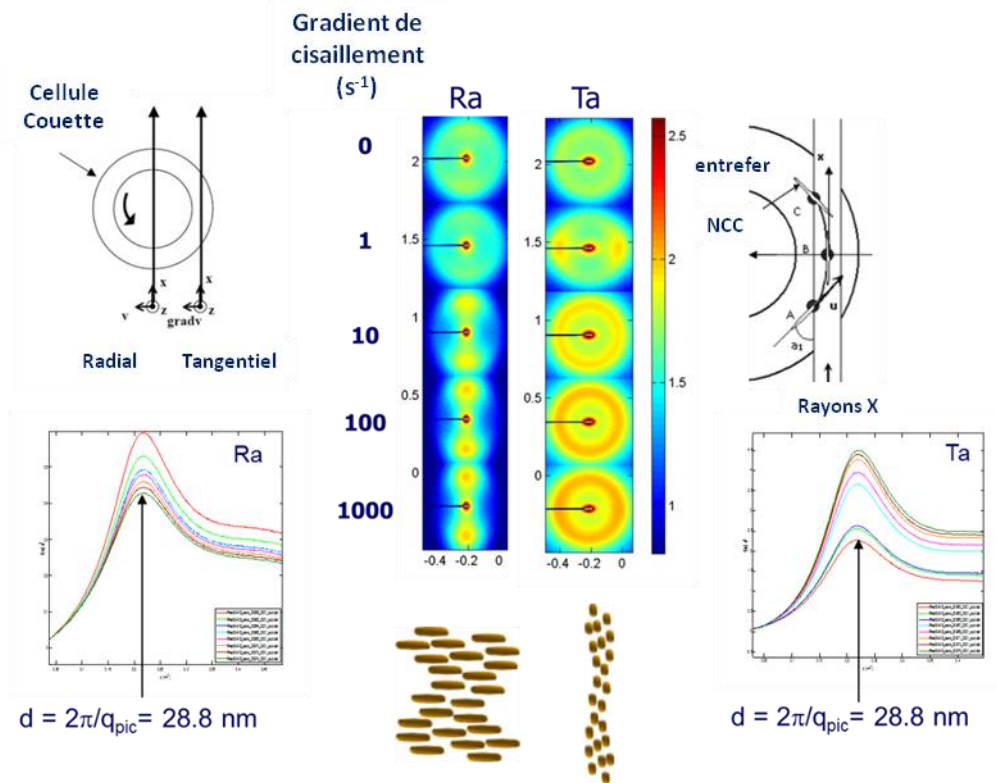 Gradient de
cisaillement
(s-1)
Cellule
Couette
Ra
Ta
0
1
10
100
1000
2
1.5
1
0.5
0
-0.4 -0.2 0
2
1.5
1
0.5
0
-0.4 -0.2 0
2.5
2
1.5
1
x
x
v
z
z
gradv
Radial
Tangentiel
entrefer
NCC
x
C
B
A
u
a1
Rayons X
Ra
Ta
d = 2π/qpic= 28.8 nm
d = 2π/qpic= 28.8 nm